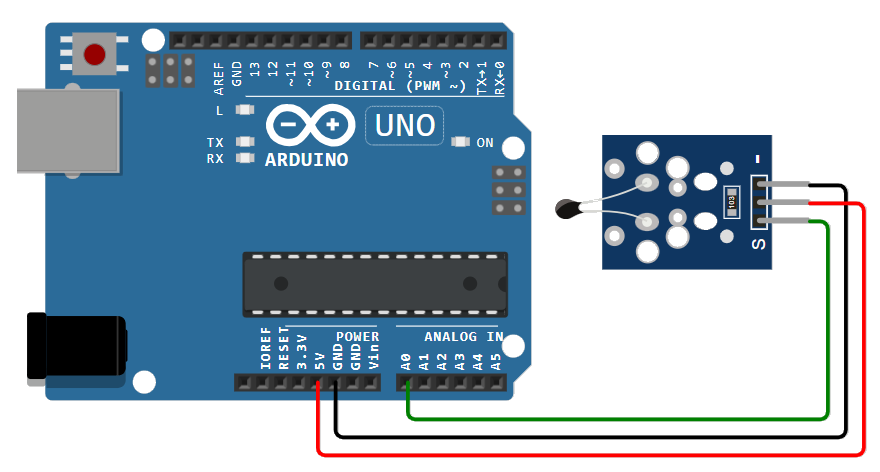 AREF
GND
13
12
~11
~10
~9
8
7
~6
~5
4
~3
2
TX→1
RX←0
DIGITAL (PWM ~)
L
TX
RX
ARDUINO
UNO
ON
IOREF
RESET
3.3V
5V
GND
GND
Vin
POWER
ANALOG IN
A0
A1
A2
A3
A4
A5
-
103
S